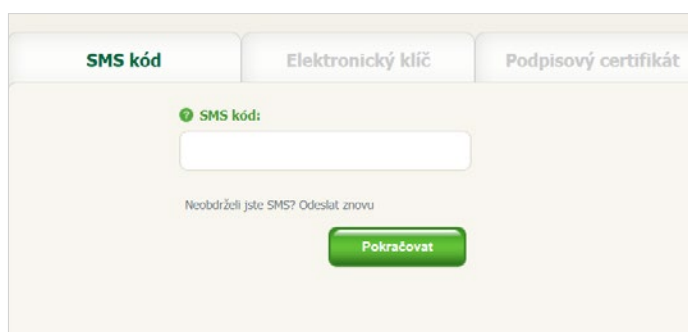 SMS kód
Elektronický klíč
Podpisový certifikát
? SMS kód:
Neobdrželi jste SMS? Odeslat znovu
Pokračovat